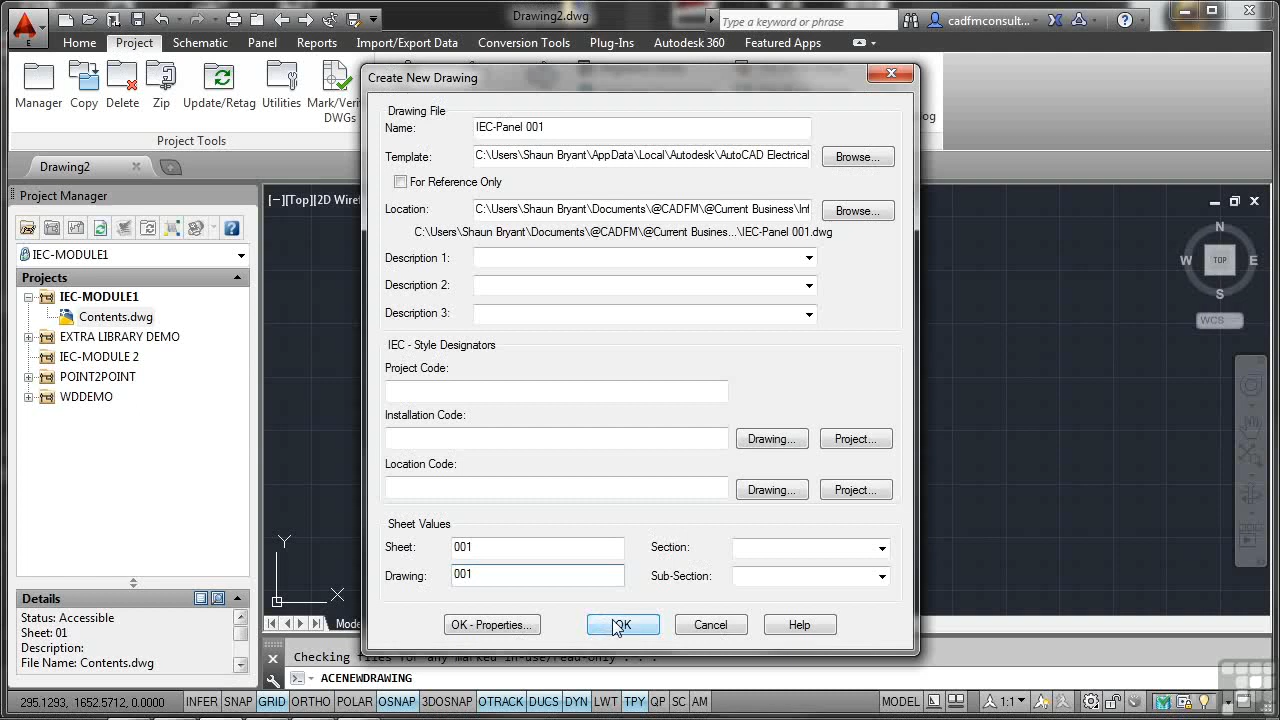 Drawing2.dwg
Type a keyword or phrase
cadfmconsult...
E
Home Project Schematic Panel Reports Import/Export Data Conversion Tools Plug-Ins Autodesk 360 Featured Apps
Manager Copy Delete Zip Update/Retag Utilities Mark/Veri
DWGs
Project Tools
Drawing2
Project Manager
IEC-MODULE1
Projects
IEC-MODULE1
Contents.dwg
EXTRA LIBRARY DEMO
IEC-MODULE 2
POINT2POINT
WDDEMO
Details
Status: Accessible
Sheet: 01
Description:
File Name: Contents.dwg
[−][Top][2D Wiref
Create New Drawing
Drawing File
Name: IEC-Panel 001
Template: C:\Users\Shaun Bryant\AppData\Local\Autodesk\AutoCAD Electrical Browse...
For Reference Only
Location: C:\Users\Shaun Bryant\Documents\@CADFM\@Current Business\Int Browse...
C:\Users\Shaun Bryant\Documents\@CADFM\@Current Busines...\IEC-Panel 001.dwg
Description 1:
Description 2:
Description 3:
IEC - Style Designators
Project Code:
Installation Code:
Drawing... Project...
Location Code:
Drawing... Project...
Sheet Values
Sheet: 001 Section:
Drawing: 001 Sub-Section:
OK - Properties... OK Cancel Help
N
W TOP E
S
WCS
Y
X
Mode
Checking files for any marked in-use/read-only . . .
ACENEWDRAWING
295.1293, 1652.5712, 0.0000 INFER SNAP GRID ORTHO POLAR OSNAP 3DOSNAP OTRACK DUCS DYN LWT TPY QP SC AM MODEL 1:1